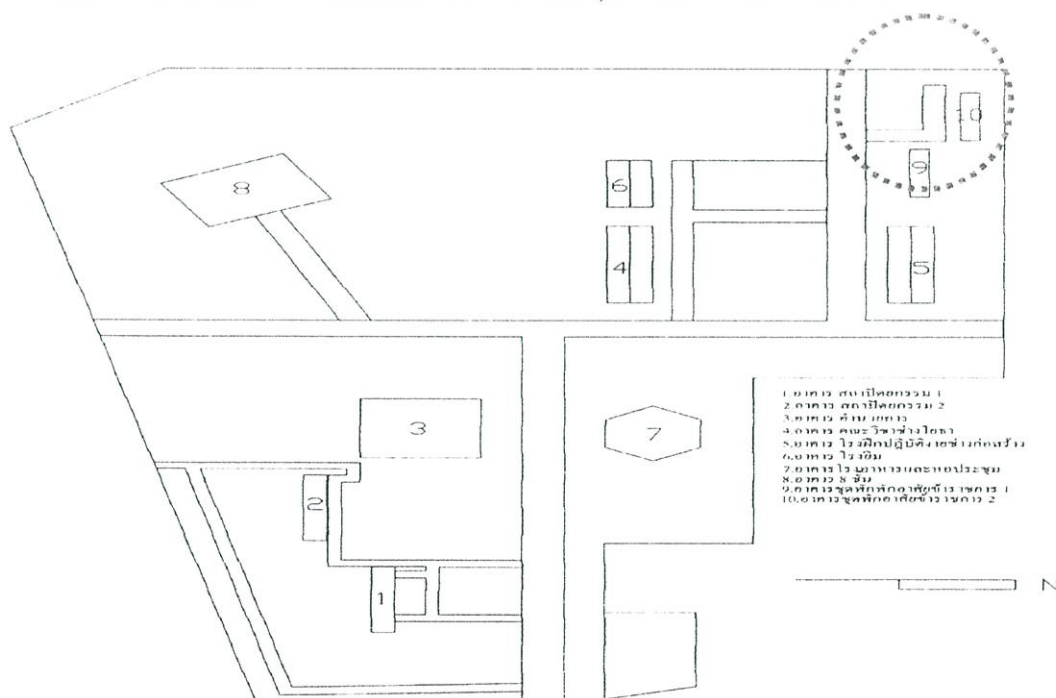 10
9
8
6
4
5
3
7
2
1
1.อาคาร สถาปัตยกรรม 1
2.อาคาร สถาปัตยกรรม 2
3.อาคาร อำนวยการ
4.อาคาร คณะวิชาช่างโยธา
5.อาคาร โรงฝึกปฏิบัติงานช่างก่อสร้าง
6.อาคาร โรงยิม
7.อาคารโรงอาหารและหอประชุม
8.อาคาร 8 ชั้น
9.อาคารชุดพักอาศัยข้าราชการ 1
10.อาคารชุดพักอาศัยข้าราชการ 2
N